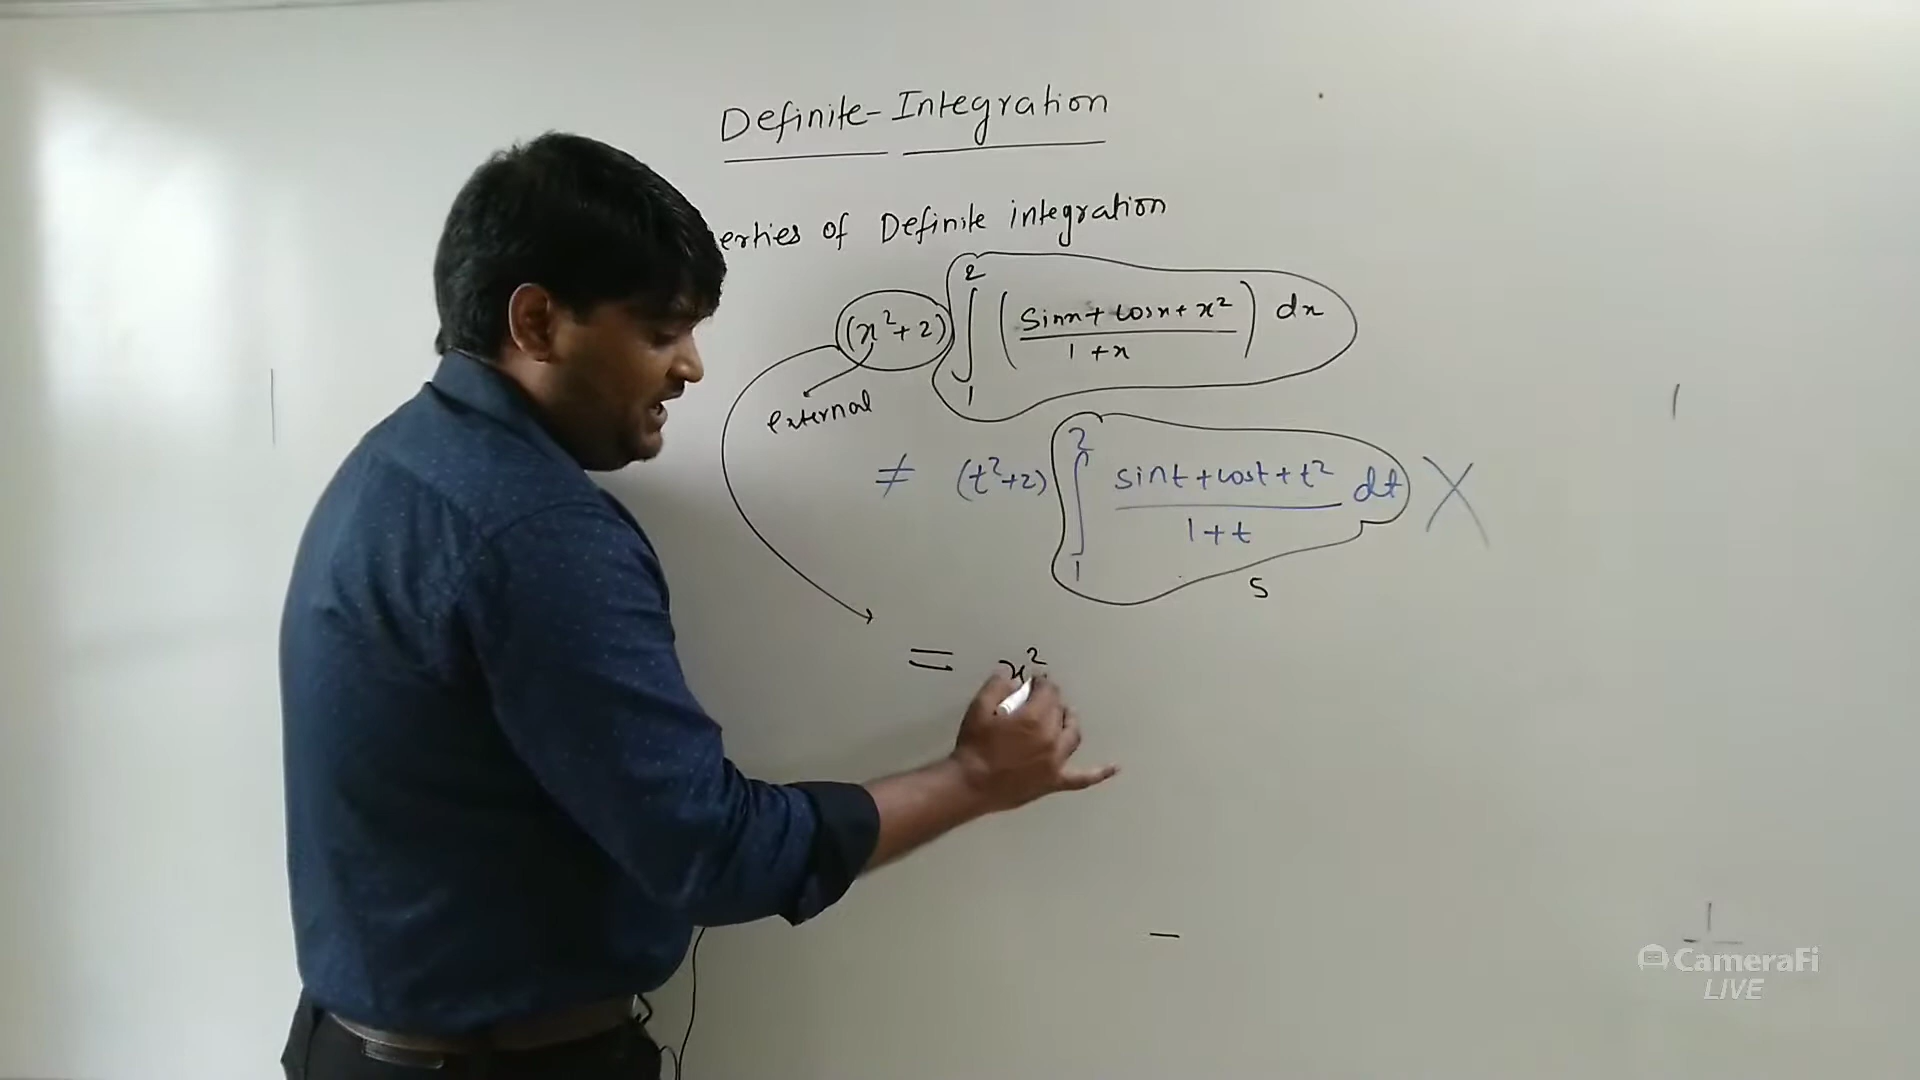 Definite-Integration
erties of Definite integration
(x²+2) ∫₁² (sinx+cosx+x² / 1+x) dx
external
≠ (t²+2) ∫₁² sint+cost+t² / 1+t dt X
5
= x²
CameraFi
LIVE